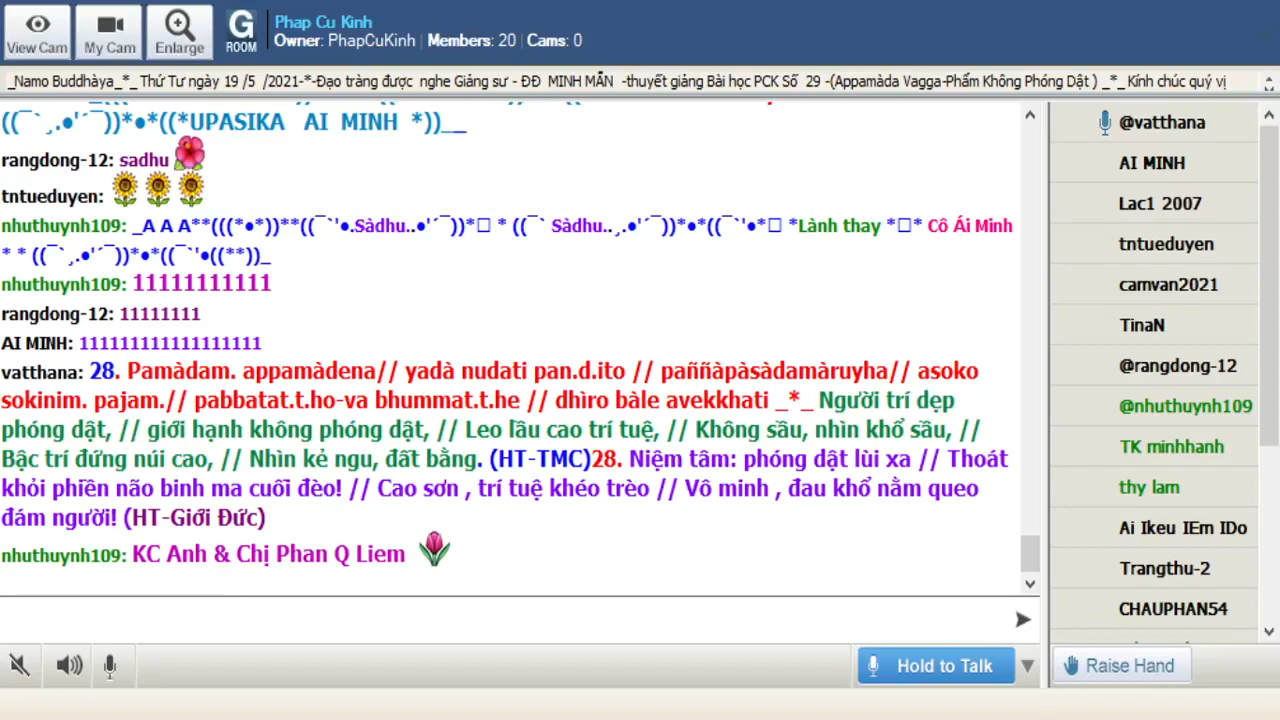 Phap Cu Kinh
Owner: PhapCuKinh | Members: 20 | Cams: 0
View Cam
My Cam
Enlarge
G ROOM
_Namo Buddhàya_*_ Thứ Tư ngày 19 /5 /2021-*-Đạo tràng được nghe Giảng sư - ĐĐ MINH MẪN -thuyết giảng Bài học PCK Số 29 -(Appamàda Vagga-Phẩm Không Phóng Dật ) _*_Kính chúc quý vị
((¯`¸.●'´¯))*●*((*UPASIKA AI MINH *))__
rangdong-12: sadhu
tntueduyen:
nhuthuynh109: _A A A**(((*●*))**((¯`'●.Sàdhu..●'´¯))*□ * ((¯` Sàdhu..¸.●'´¯))*●*((¯`'●*□ *Lành thay *□* Cô Ái Minh
* * ((¯`¸.●'´¯))*●*((¯`'●((**))_
nhuthuynh109: 11111111111
rangdong-12: 11111111
AI MINH: 111111111111111111
vatthana: 28. Pamàdam. appamàdena// yadà nudati pan.d.ito // paññàpàsàdamàruyha// asoko
sokinim. pajam.// pabbatat.t.ho-va bhummat.t.he // dhìro bàle avekkhati _*_ Người trí dẹp
phóng dật, // giới hạnh không phóng dật, // Leo lầu cao trí tuệ, // Không sầu, nhìn khổ sầu, //
Bậc trí đứng núi cao, // Nhìn kẻ ngu, đất bằng. (HT-TMC)28. Niệm tâm: phóng dật lùi xa // Thoát
khỏi phiền não binh ma cuối đèo! // Cao sơn , trí tuệ khéo trèo // Vô minh , đau khổ nằm queo
đám người! (HT-Giới Đức)
nhuthuynh109: KC Anh & Chị Phan Q Liem
@vatthana
AI MINH
Lac1 2007
tntueduyen
camvan2021
TinaN
@rangdong-12
@nhuthuynh109
TK minhhanh
thy lam
Ai Ikeu IEm IDo
Trangthu-2
CHAUPHAN54
Hold to Talk
Raise Hand